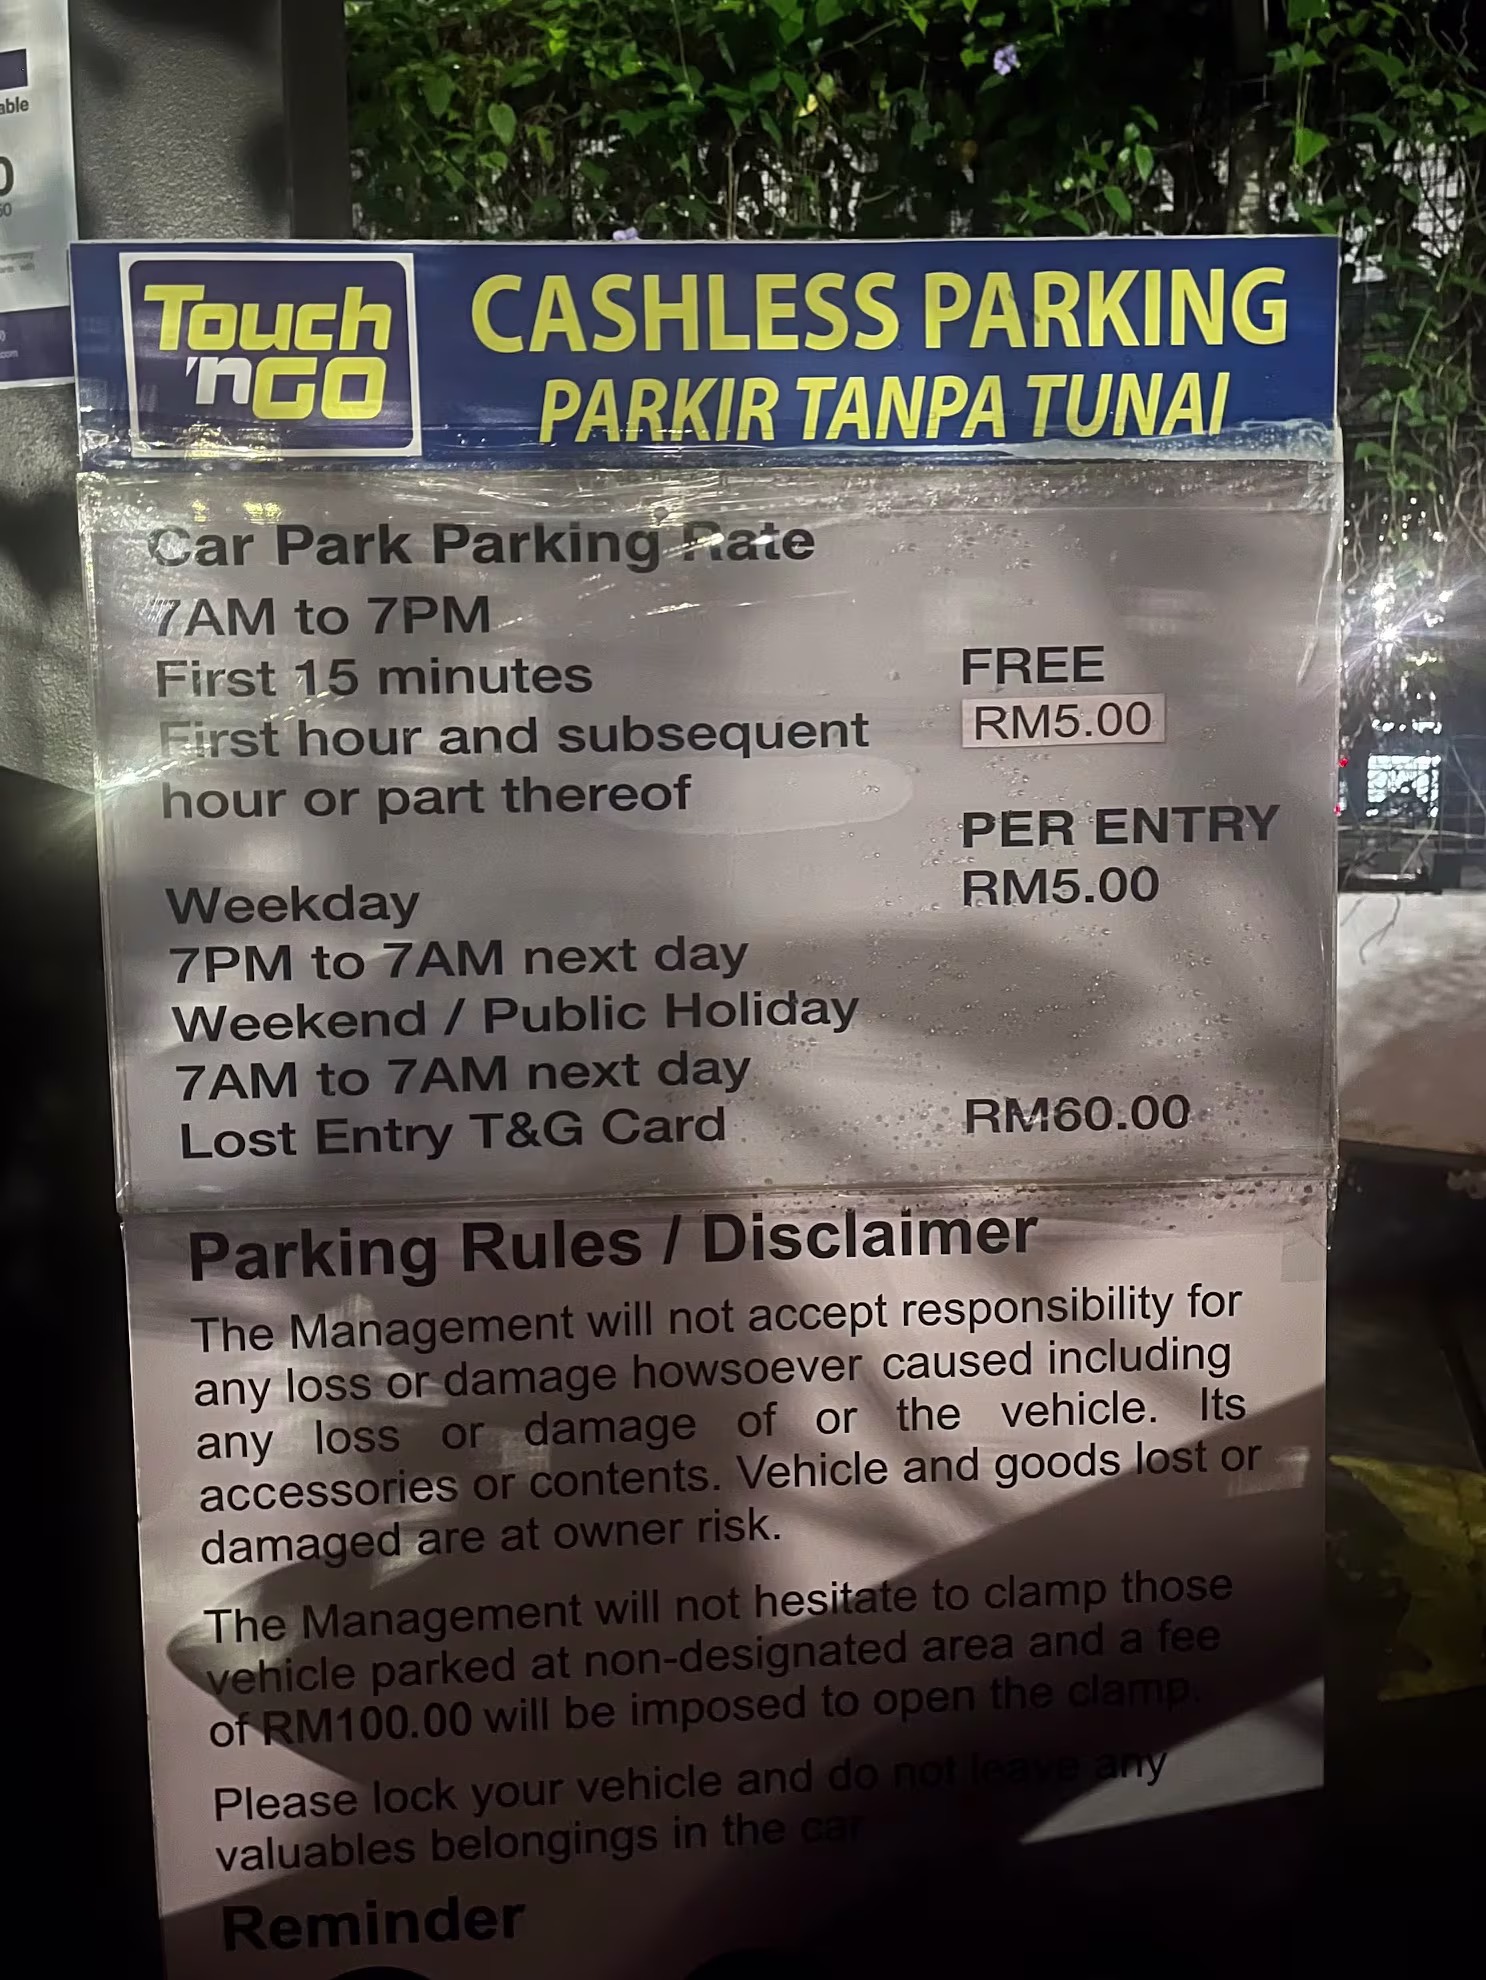 able
0
Touch
'nGO
CASHLESS PARKING
PARKIR TANPA TUNAI
Car Park Parking Rate
7AM to 7PM
First 15 minutes FREE
First hour and subsequent RM5.00
hour or part thereof
PER ENTRY
Weekday RM5.00
7PM to 7AM next day
Weekend / Public Holiday
7AM to 7AM next day
Lost Entry T&G Card RM60.00
Parking Rules / Disclaimer
The Management will not accept responsibility for
any loss or damage howsoever caused including
any loss or damage of or the vehicle. Its
accessories or contents. Vehicle and goods lost or
damaged are at owner risk.
The Management will not hesitate to clamp those
vehicle parked at non-designated area and a fee
of RM100.00 will be imposed to open the clamp.
Please lock your vehicle and do not leave any
valuables belongings in the car
Reminder